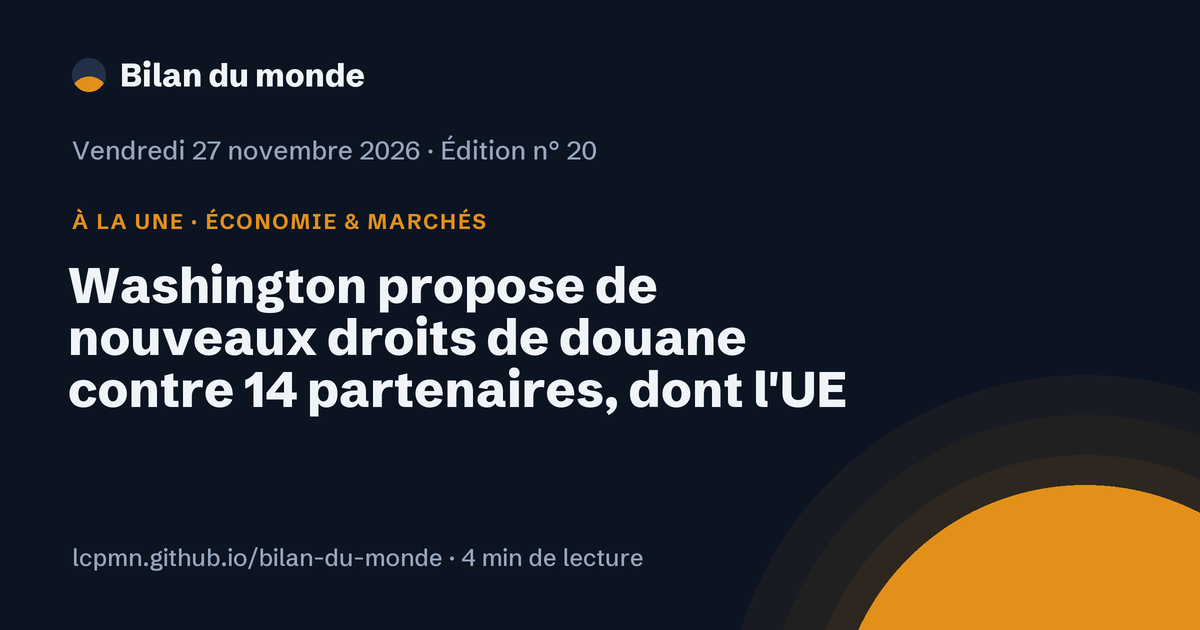 Bilan du monde
Vendredi 27 novembre 2026 · Édition n° 20
À LA UNE · ÉCONOMIE & MARCHÉS
Washington propose de
nouveaux droits de douane
contre 14 partenaires, dont l'UE
lcpmn.github.io/bilan-du-monde · 4 min de lecture